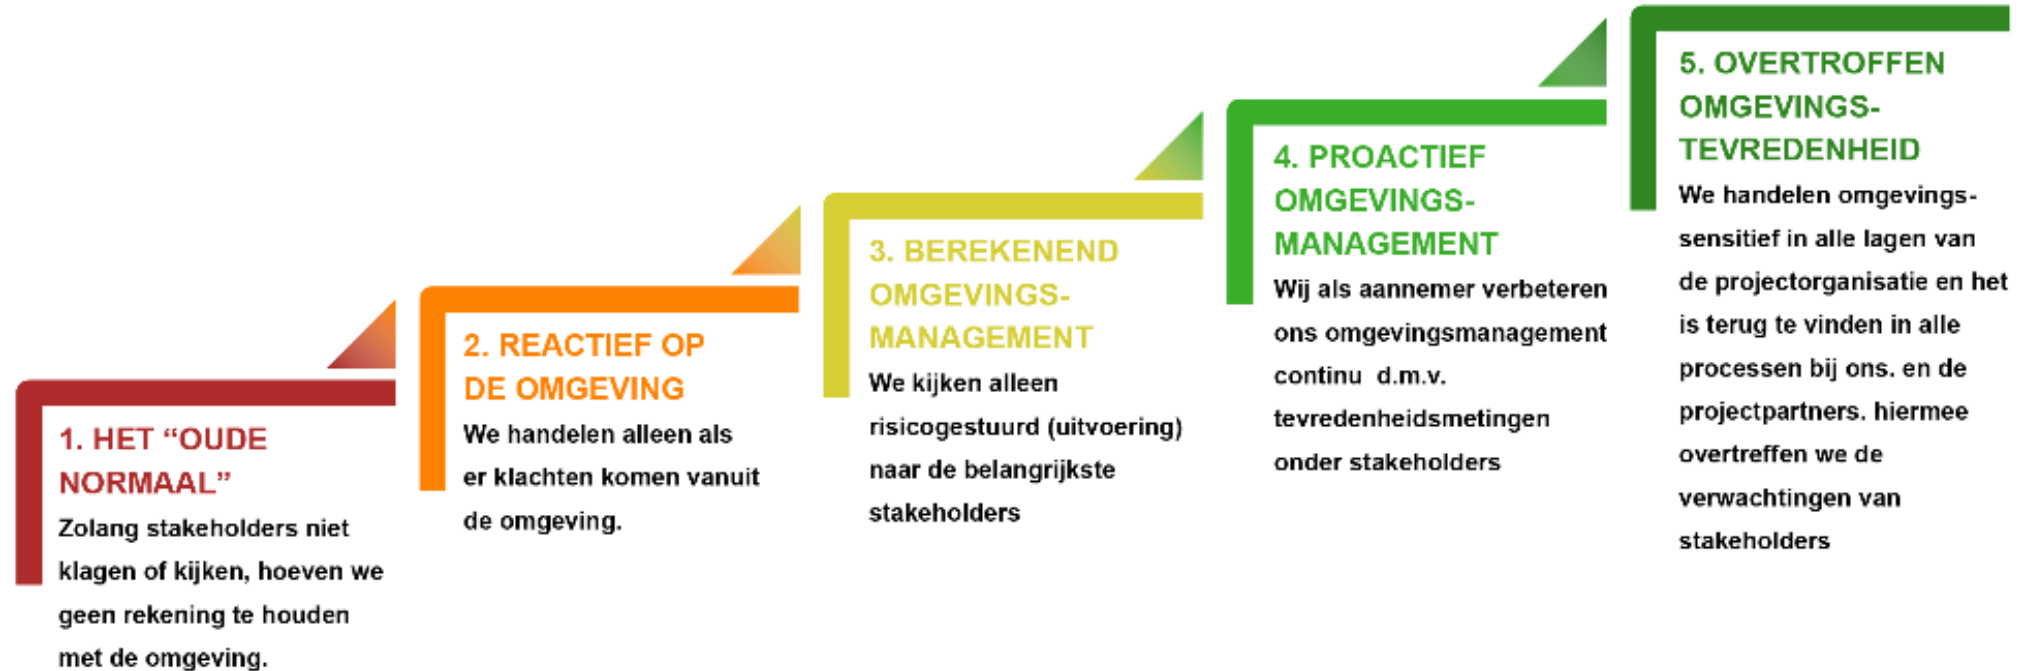 1. HET “OUDE
NORMAAL”
Zolang stakeholders niet
klagen of kijken, hoeven we
geen rekening te houden
met de omgeving.
2. REACTIEF OP
DE OMGEVING
We handelen alleen als
er klachten komen vanuit
de omgeving.
3. BEREKENEND
OMGEVINGS-
MANAGEMENT
We kijken alleen
risicogestuurd (uitvoering)
naar de belangrijkste
stakeholders
4. PROACTIEF
OMGEVINGS-
MANAGEMENT
Wij als aannemer verbeteren
ons omgevingsmanagement
continu d.m.v.
tevredenheidsmetingen
onder stakeholders
5. OVERTROFFEN
OMGEVINGS-
TEVREDENHEID
We handelen omgevings-
sensitief in alle lagen van
de projectorganisatie en het
is terug te vinden in alle
processen bij ons. en de
projectpartners. hiermee
overtreffen we de
verwachtingen van
stakeholders